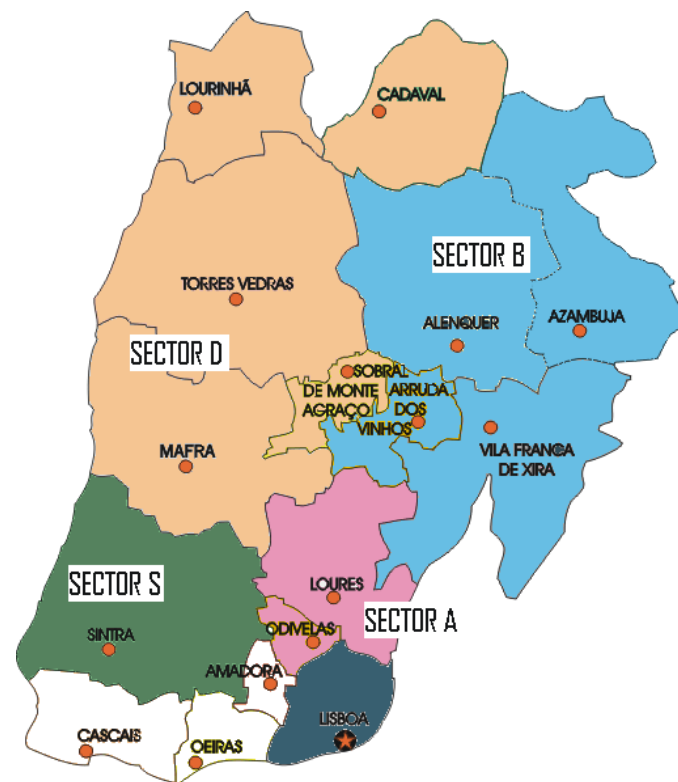 LOURINHÃ
CADAVAL
SECTOR B
TORRES VEDRAS
AZAMBUJA
ALENQUER
SECTOR D
SOBRAL
DE MONTE
AGRAÇO
ARRUDA
DOS
VINHOS
MAFRA
VILA FRANCA
DE XIRA
SECTOR S
LOURES
SECTOR A
SINTRA
ODIVELAS
AMADORA
LISBOA
CASCAIS
OEIRAS